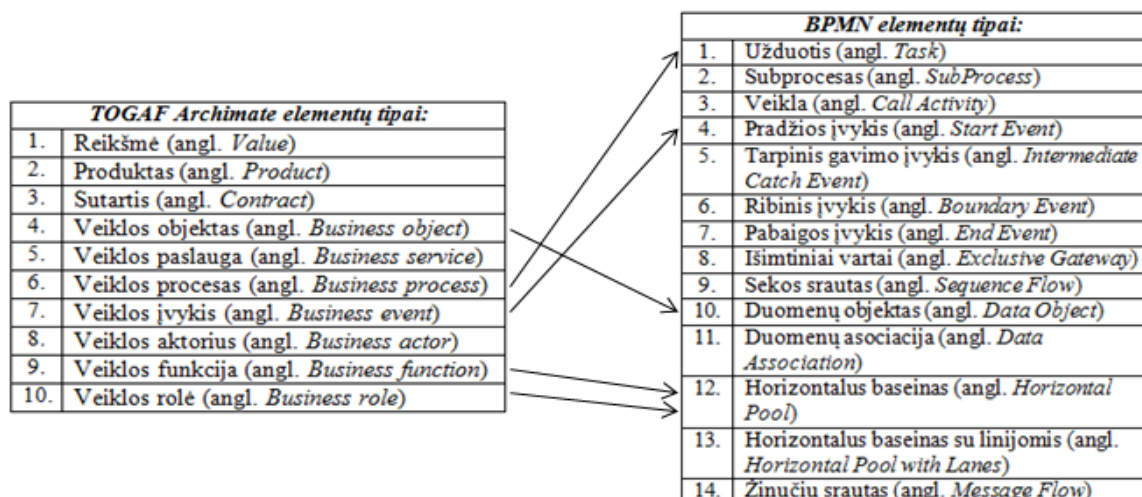 TOGAF Archimate elementų tipai:
1. Reikšmė (angl. Value)
2. Produktas (angl. Product)
3. Sutartis (angl. Contract)
4. Veiklos objektas (angl. Business object)
5. Veiklos paslauga (angl. Business service)
6. Veiklos procesas (angl. Business process)
7. Veiklos įvykis (angl. Business event)
8. Veiklos aktorius (angl. Business actor)
9. Veiklos funkcija (angl. Business function)
10. Veiklos rolė (angl. Business role)
BPMN elementų tipai:
1. Užduotis (angl. Task)
2. Subprocesas (angl. SubProcess)
3. Veikla (angl. Call Activity)
4. Pradžios įvykis (angl. Start Event)
5. Tarpinis gavimo įvykis (angl. Intermediate
Catch Event)
6. Ribinis įvykis (angl. Boundary Event)
7. Pabaigos įvykis (angl. End Event)
8. Išimtiniai vartai (angl. Exclusive Gateway)
9. Sekos srautas (angl. Sequence Flow)
10. Duomenų objektas (angl. Data Object)
11. Duomenų asociacija (angl. Data
Association)
12. Horizontalus baseinas (angl. Horizontal
Pool)
13. Horizontalus baseinas su linijomis (angl.
Horizontal Pool with Lanes)
14. Žinučių srautas (angl. Message Flow)